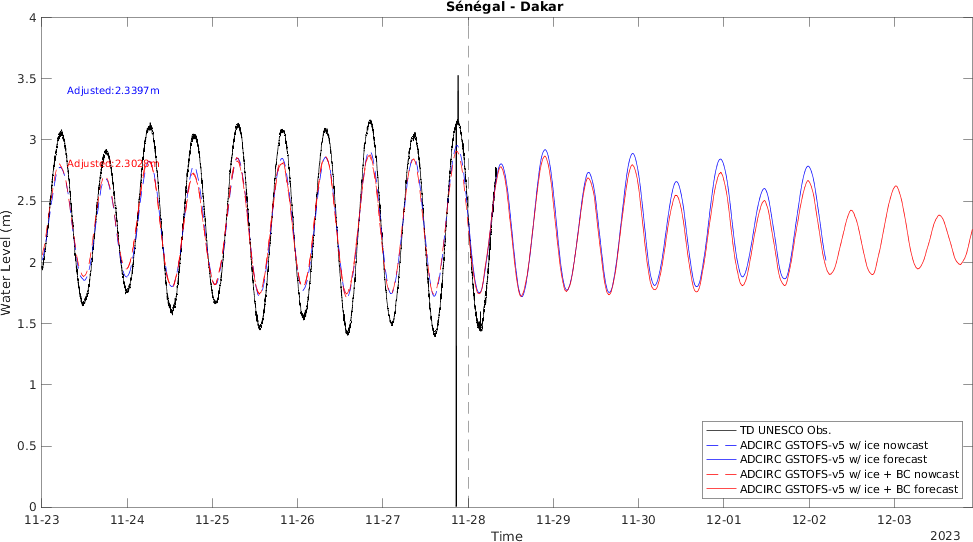 Sénégal - Dakar
4
3.5
3
2.5
2
1.5
1
0.5
0
Water Level (m)
Adjusted:2.3397m
Adjusted:2.3023m
TD UNESCO Obs.
ADCIRC GSTOFS-v5 w/ ice nowcast
ADCIRC GSTOFS-v5 w/ ice forecast
ADCIRC GSTOFS-v5 w/ ice + BC nowcast
ADCIRC GSTOFS-v5 w/ ice + BC forecast
11-23 11-24 11-25 11-26 11-27 11-28 11-29 11-30 12-01 12-02 12-03
Time
2023